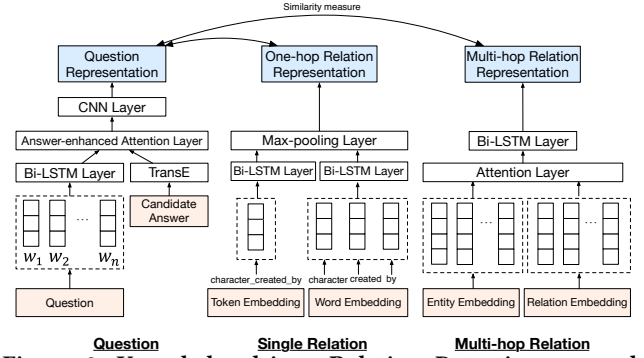 Similarity measure
Question
Representation
One-hop Relation
Representation
Multi-hop Relation
Representation
CNN Layer
Answer-enhanced Attention Layer
Max-pooling Layer
Bi-LSTM Layer
Bi-LSTM Layer
TransE
Bi-LSTM Layer
Bi-LSTM Layer
Attention Layer
Candidate
Answer
...
...
...
w1 w2 wn
character_created_by
character created by
Question
Token Embedding
Word Embedding
Entity Embedding
Relation Embedding
Question
Single Relation
Multi-hop Relation